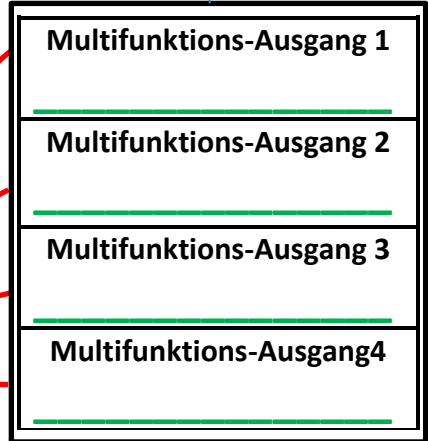 Multifunktions-Ausgang 1
Multifunktions-Ausgang 2
Multifunktions-Ausgang 3
Multifunktions-Ausgang4